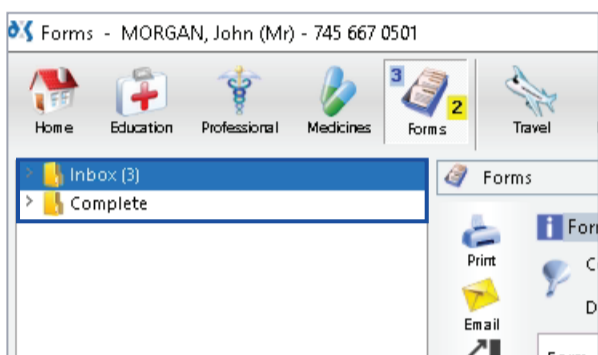 Forms - MORGAN, John (Mr) - 745 667 0501
3
2
Home Education Professional Medicines Forms Travel
Inbox (3)
Complete
Forms
Print
Email
i